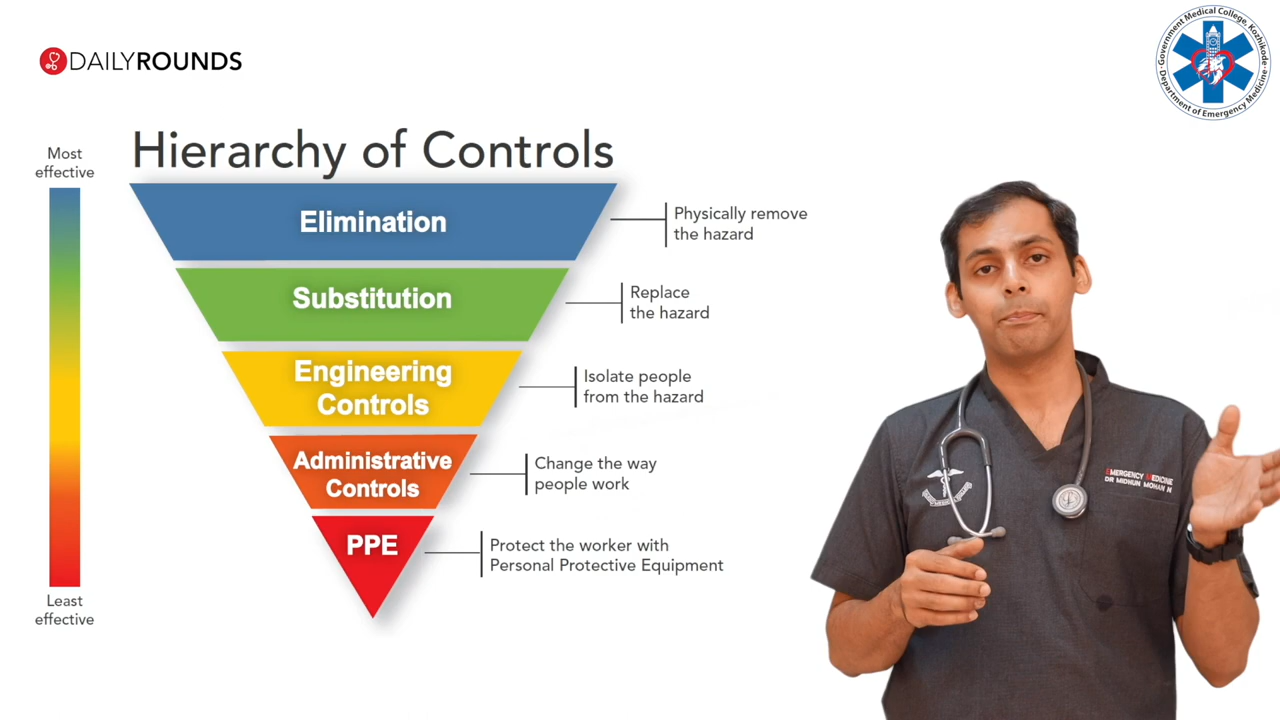 DAILYROUNDS
Government Medical College, Kozhikode
Department of Emergency Medicine
Hierarchy of Controls
Most
effective
Elimination
Physically remove
the hazard
Substitution
Replace
the hazard
Engineering
Controls
Isolate people
from the hazard
Administrative
Controls
Change the way
people work
PPE
Protect the worker with
Personal Protective Equipment
Least
effective
EMERGENCY MEDICINE
DR MIDHUN MOHAN N